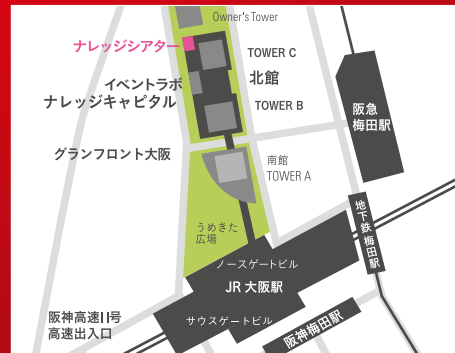 Owner's Tower
ナレッジシアター
TOWER C
北館
イベントラボ
ナレッジキャピタル
TOWER B
阪急
梅田駅
グランフロント大阪
南館
TOWER A
うめきた
広場
地下鉄 梅田駅
ノースゲートビル
JR 大阪駅
サウスゲートビル
阪神高速11号
高速出入口
阪神梅田駅